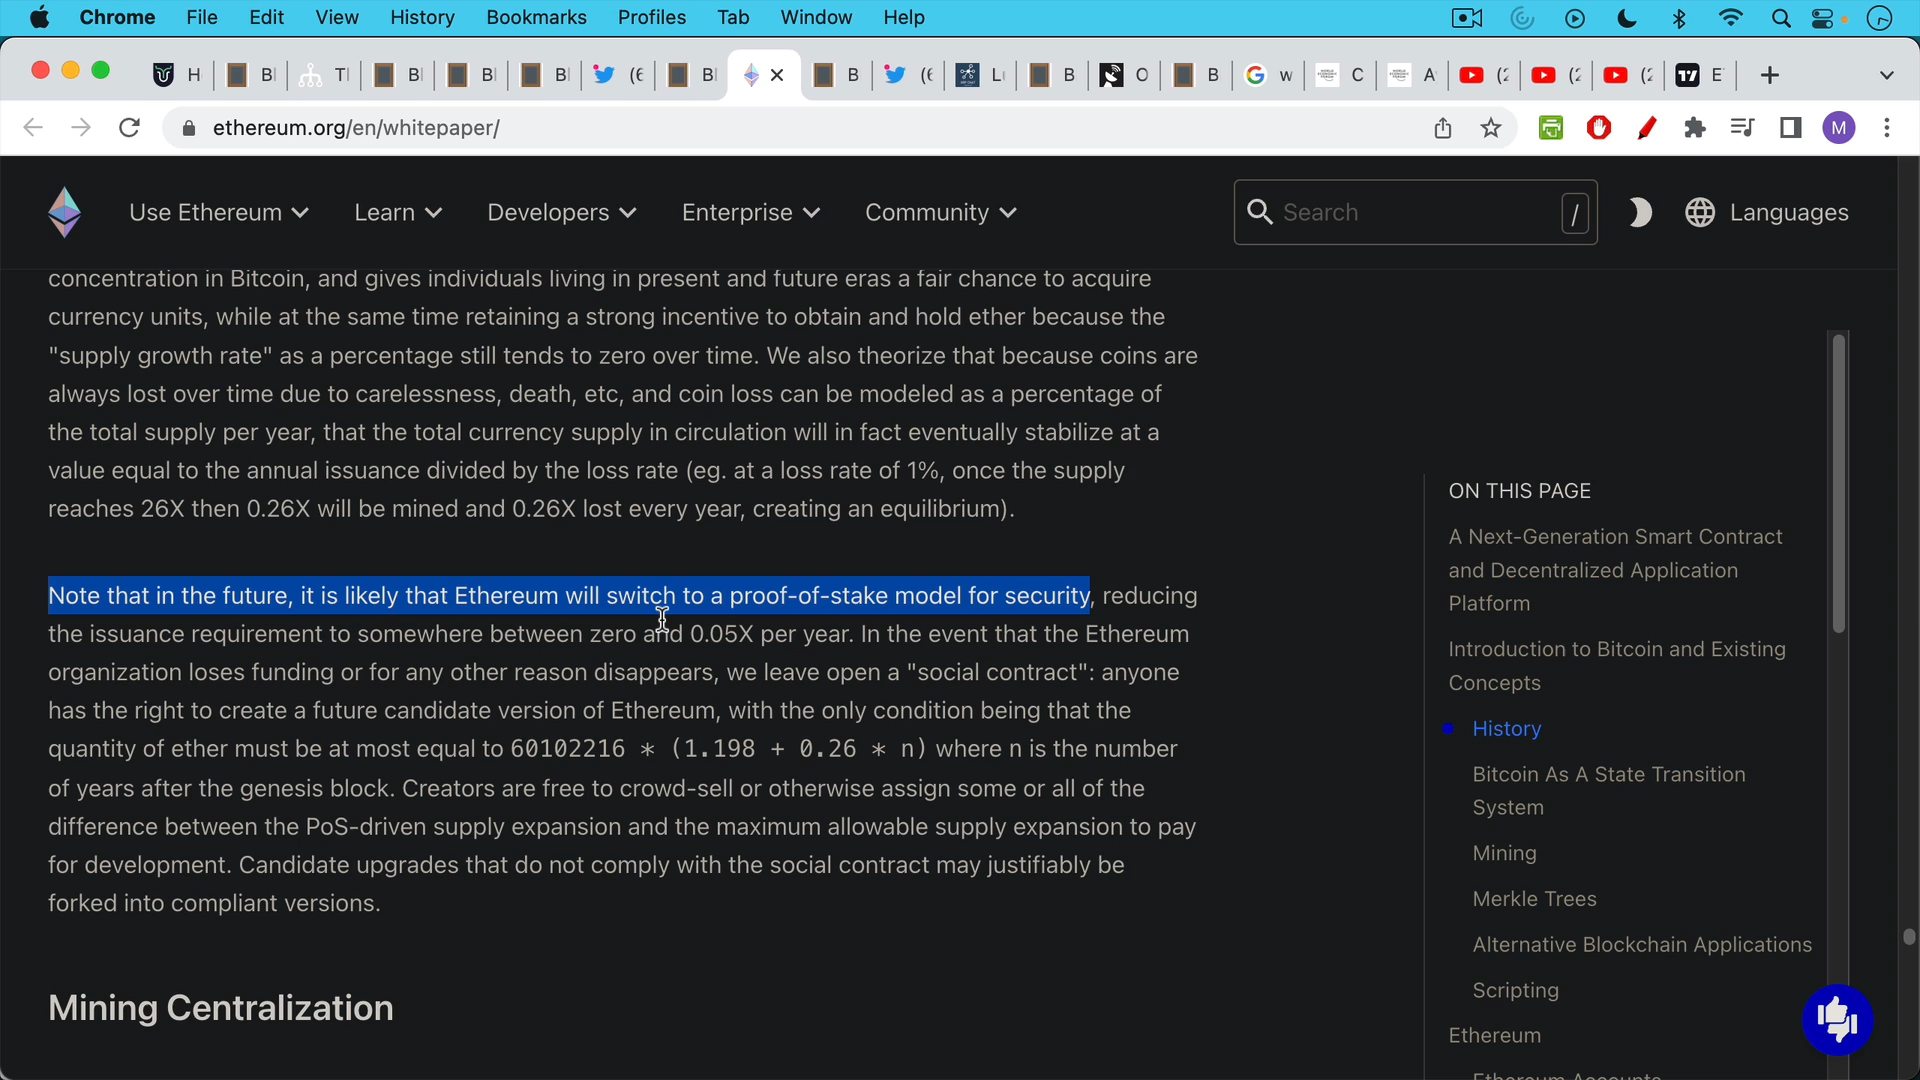 Chrome File Edit View History Bookmarks Profiles Tab Window Help
H Bl Tl Bl Bl Bl (6 Bl B (6 L B O B w C A (2 (2 (2 E
ethereum.org/en/whitepaper/ M
Use Ethereum Learn Developers Enterprise Community Search / Languages
concentration in Bitcoin, and gives individuals living in present and future eras a fair chance to acquire
currency units, while at the same time retaining a strong incentive to obtain and hold ether because the
"supply growth rate" as a percentage still tends to zero over time. We also theorize that because coins are
always lost over time due to carelessness, death, etc, and coin loss can be modeled as a percentage of
the total supply per year, that the total currency supply in circulation will in fact eventually stabilize at a
value equal to the annual issuance divided by the loss rate (eg. at a loss rate of 1%, once the supply
reaches 26X then 0.26X will be mined and 0.26X lost every year, creating an equilibrium).
Note that in the future, it is likely that Ethereum will switch to a proof-of-stake model for security, reducing
the issuance requirement to somewhere between zero and 0.05X per year. In the event that the Ethereum
organization loses funding or for any other reason disappears, we leave open a "social contract": anyone
has the right to create a future candidate version of Ethereum, with the only condition being that the
quantity of ether must be at most equal to 60102216 * (1.198 + 0.26 * n) where n is the number
of years after the genesis block. Creators are free to crowd-sell or otherwise assign some or all of the
difference between the PoS-driven supply expansion and the maximum allowable supply expansion to pay
for development. Candidate upgrades that do not comply with the social contract may justifiably be
forked into compliant versions.
Mining Centralization
ON THIS PAGE
A Next-Generation Smart Contract
and Decentralized Application
Platform
Introduction to Bitcoin and Existing
Concepts
History
Bitcoin As A State Transition
System
Mining
Merkle Trees
Alternative Blockchain Applications
Scripting
Ethereum
Ethereum Accounts